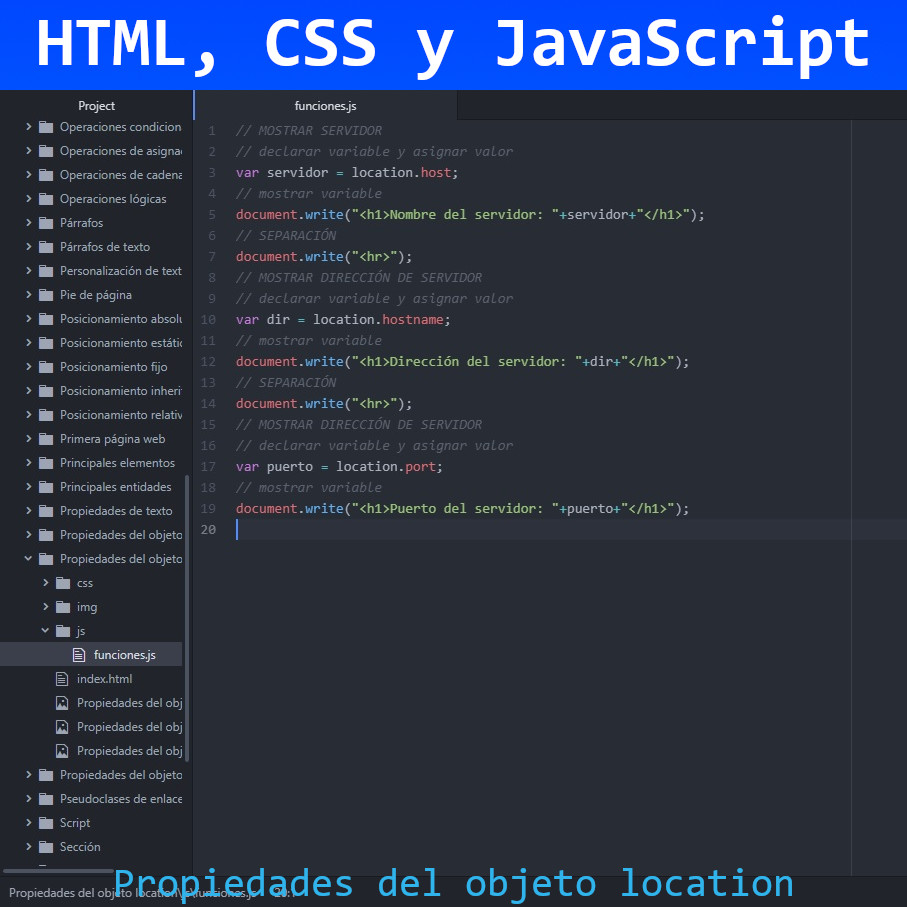 HTML, CSS y JavaScript
Project
funciones.js
Operaciones condicion
Operaciones de asigna
Operaciones de cadena
Operaciones lógicas
Párrafos
Párrafos de texto
Personalización de text
Pie de página
Posicionamiento absolu
Posicionamiento estátic
Posicionamiento fijo
Posicionamiento inheri
Posicionamiento relativ
Primera página web
Principales elementos
Principales entidades
Propiedades de texto
Propiedades del objeto
Propiedades del objeto
css
img
js
funciones.js
index.html
Propiedades del obj
Propiedades del obj
Propiedades del obj
Propiedades del objeto
Pseudoclases de enlace
Script
Sección
1 // MOSTRAR SERVIDOR
2 // declarar variable y asignar valor
3 var servidor = location.host;
4 // mostrar variable
5 document.write("<h1>Nombre del servidor: "+servidor+"</h1>");
6 // SEPARACIÓN
7 document.write("<hr>");
8 // MOSTRAR DIRECCIÓN DE SERVIDOR
9 // declarar variable y asignar valor
10 var dir = location.hostname;
11 // mostrar variable
12 document.write("<h1>Dirección del servidor: "+dir+"</h1>");
13 // SEPARACIÓN
14 document.write("<hr>");
15 // MOSTRAR DIRECCIÓN DE SERVIDOR
16 // declarar variable y asignar valor
17 var puerto = location.port;
18 // mostrar variable
19 document.write("<h1>Puerto del servidor: "+puerto+"</h1>");
20
Propiedades del objeto location\js\funciones.js
Propiedades del objeto location